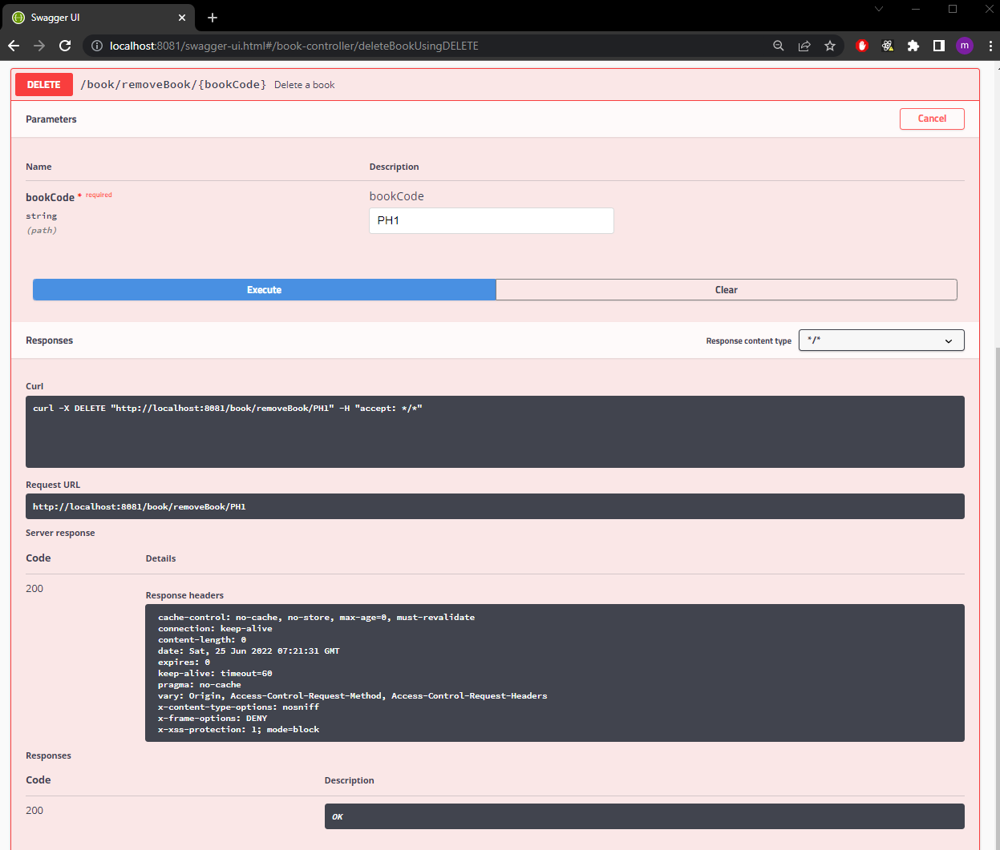 Swagger UI
localhost:8081/swagger-ui.html#/book-controller/deleteBookUsingDELETE
m
DELETE /book/removeBook/{bookCode} Delete a book
Parameters Cancel
Name Description
bookCode * required bookCode
string PH1
(path)
Execute Clear
Responses Response content type */*
Curl
curl -X DELETE "http://localhost:8081/book/removeBook/PH1" -H "accept: */*"
Request URL
http://localhost:8081/book/removeBook/PH1
Server response
Code Details
200
Response headers
cache-control: no-cache, no-store, max-age=0, must-revalidate
connection: keep-alive
content-length: 0
date: Sat, 25 Jun 2022 07:21:31 GMT
expires: 0
keep-alive: timeout=60
pragma: no-cache
vary: Origin, Access-Control-Request-Method, Access-Control-Request-Headers
x-content-type-options: nosniff
x-frame-options: DENY
x-xss-protection: 1; mode=block
Responses
Code Description
200 OK